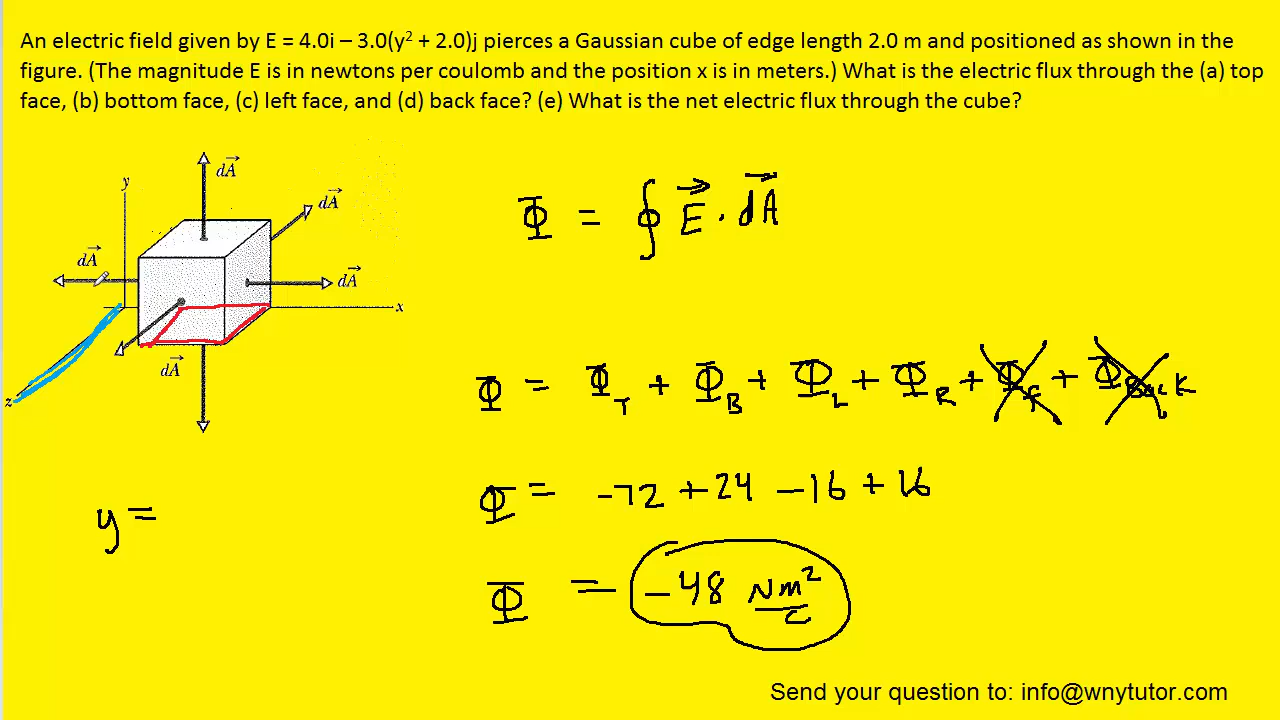 An electric field given by E = 4.0i – 3.0(y² + 2.0)j pierces a Gaussian cube of edge length 2.0 m and positioned as shown in the
figure. (The magnitude E is in newtons per coulomb and the position x is in meters.) What is the electric flux through the (a) top
face, (b) bottom face, (c) left face, and (d) back face? (e) What is the net electric flux through the cube?
dA⃗
y
dA⃗
dA⃗
dA⃗
x
dA⃗
z
Φ = ∮ E⃗ · dA⃗
Φ = Φ_T + Φ_B + Φ_L + Φ_R + Φ_F + Φ_Back
Φ = -72 + 24 - 16 + 16
y =
Φ = -48 Nm²/C
Send your question to: info@wnytutor.com